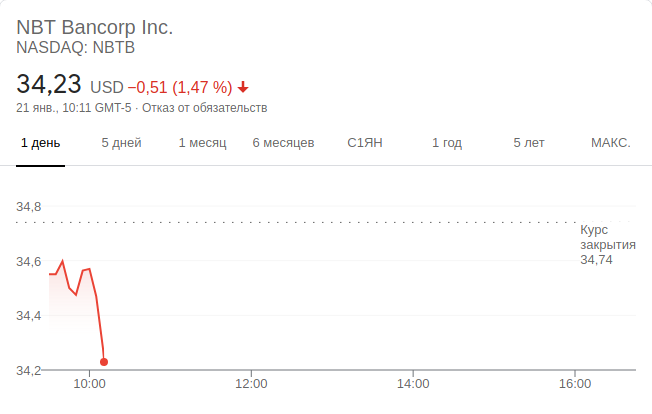 NBT Bancorp Inc.
NASDAQ: NBTB
34,23 USD −0,51 (1,47 %)
21 янв., 10:11 GMT-5 · Отказ от обязательств
1 день 5 дней 1 месяц 6 месяцев С1ЯН 1 год 5 лет МАКС.
34,8
Курс
закрытия
34,74
34,6
34,4
34,2
10:00 12:00 14:00 16:00